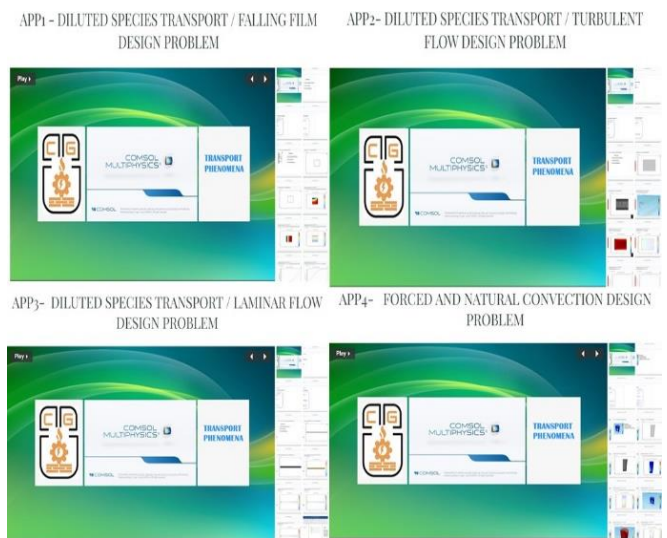 APP1 - DILUTED SPECIES TRANSPORT / FALLING FILM
DESIGN PROBLEM
Play
C G
COMSOL
MULTIPHYSICS®
COMSOL
TRANSPORT
PHENOMENA
APP2- DILUTED SPECIES TRANSPORT / TURBULENT
FLOW DESIGN PROBLEM
C G
COMSOL
MULTIPHYSICS®
COMSOL
TRANSPORT
PHENOMENA
APP3- DILUTED SPECIES TRANSPORT / LAMINAR FLOW
DESIGN PROBLEM
Play
C G
COMSOL
MULTIPHYSICS®
COMSOL
TRANSPORT
PHENOMENA
APP4- FORCED AND NATURAL CONVECTION DESIGN
PROBLEM
Play
C G
COMSOL
MULTIPHYSICS®
COMSOL
TRANSPORT
PHENOMENA